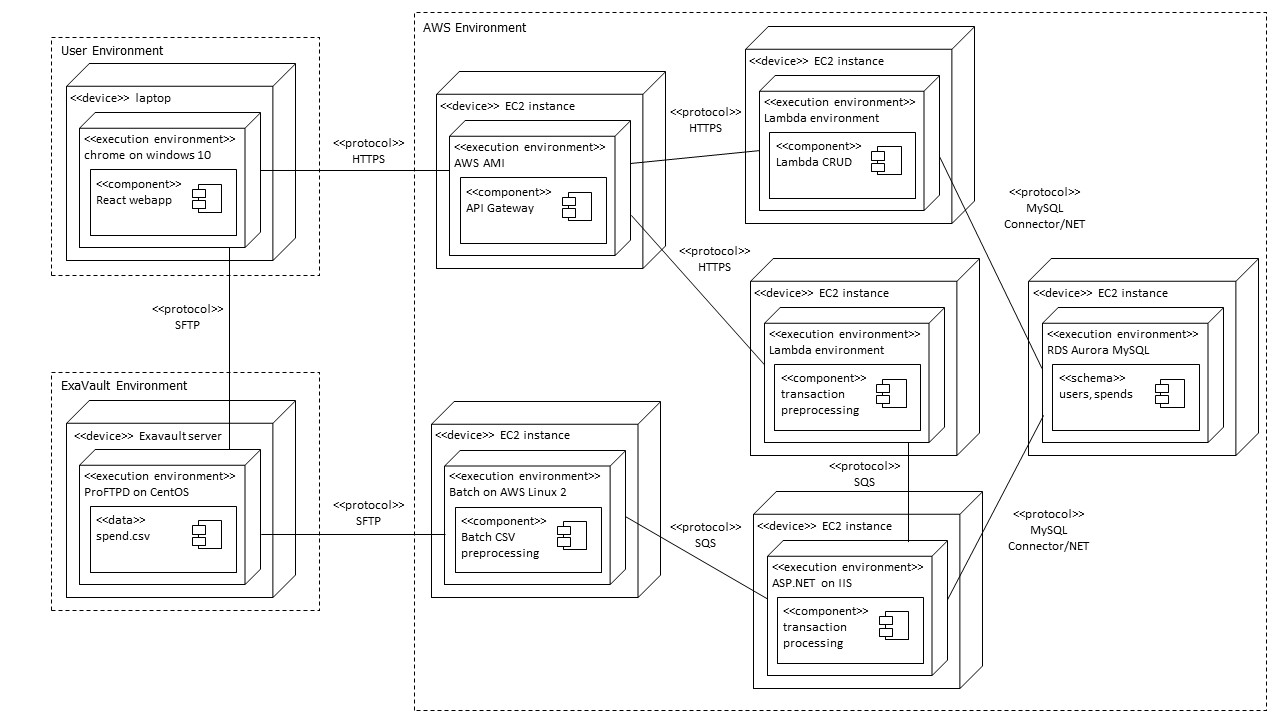 AWS Environment
User Environment
<<device>> laptop
<<execution environment>>
chrome on windows 10
<<component>>
React webapp
<<protocol>>
HTTPS
<<device>> EC2 instance
<<execution environment>>
AWS AMI
<<component>>
API Gateway
<<protocol>>
HTTPS
<<device>> EC2 instance
<<execution environment>>
Lambda environment
<<component>>
Lambda CRUD
<<protocol>>
MySQL
Connector/NET
<<protocol>>
HTTPS
<<device>> EC2 instance
<<execution environment>>
Lambda environment
<<component>>
transaction
preprocessing
<<device>> EC2 instance
<<execution environment>>
RDS Aurora MySQL
<<schema>>
users, spends
<<protocol>>
SFTP
ExaVault Environment
<<device>> Exavault server
<<execution environment>>
ProFTPD on CentOS
<<data>>
spend.csv
<<protocol>>
SFTP
<<device>> EC2 instance
<<execution environment>>
Batch on AWS Linux 2
<<component>>
Batch CSV
preprocessing
<<protocol>>
SQS
<<protocol>>
SQS
<<device>> EC2 instance
<<execution environment>>
ASP.NET on IIS
<<component>>
transaction
processing
<<protocol>>
MySQL
Connector/NET